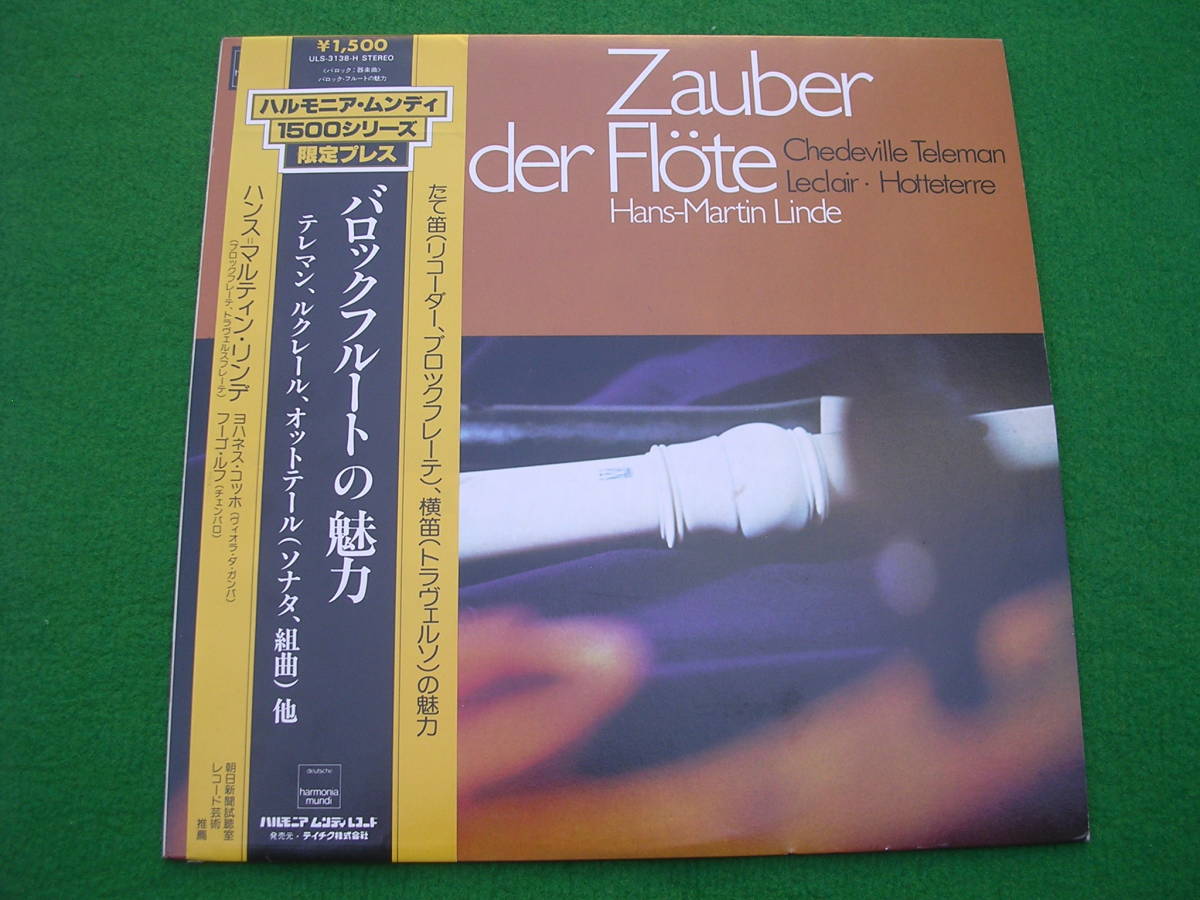 ¥1,500
ULS-3138-H STEREO
〈バロック:器楽曲〉
バロック・フルートの魅力
ハルモニア・ムンディ
1500シリーズ
限定プレス
たて笛(リコーダー、ブロックフレーテ)、横笛(トラヴェルソ)の魅力
バロックフルートの魅力
テレマン、ルクレール、オットテール(ソナタ、組曲)他
ハンス=マルティン・リンデ
(ブロックフレーテ、トラヴェルスフレーテ)
ヨハネス・コッホ(ヴィオラ・ダ・ガンバ)
フーゴ・ルフ(チェンバロ)
朝日新聞試聴室
レコード芸術
推薦
deutsche
harmonia
mundi
ハルモニア ムンディ レコード
発売元・テイチク株式会社
Zauber
der Flöte
Chedeville Teleman
Leclair · Hotteterre
Hans-Martin Linde